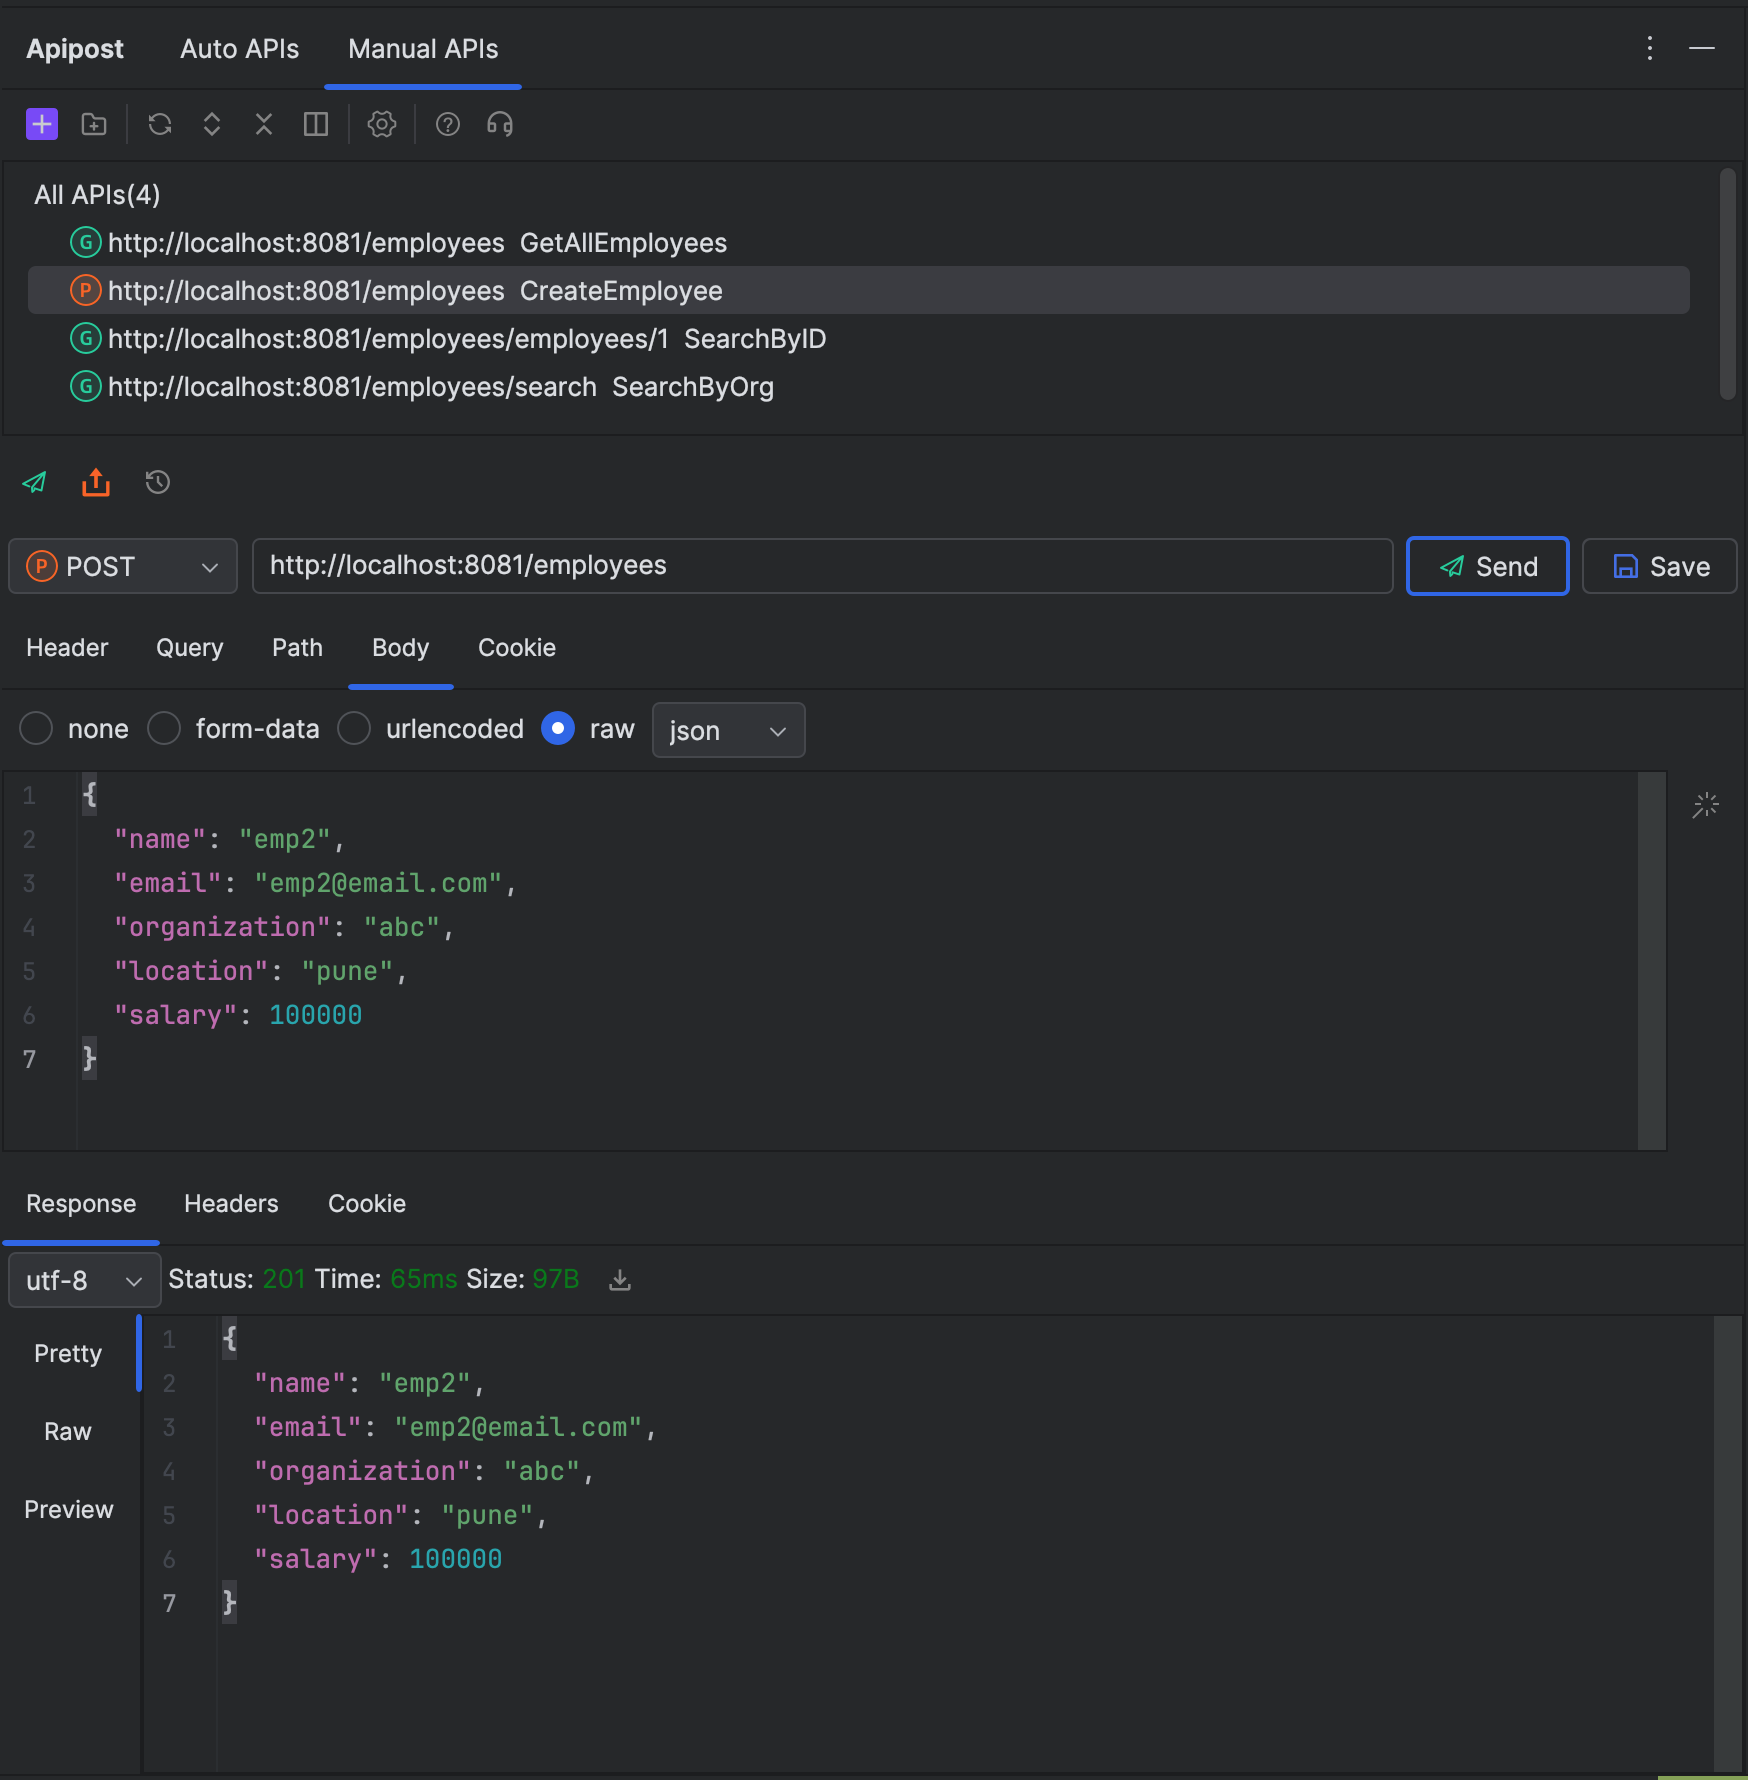 Apipost Auto APIs Manual APIs
All APIs(4)
G http://localhost:8081/employees GetAllEmployees
P http://localhost:8081/employees CreateEmployee
G http://localhost:8081/employees/employees/1 SearchByID
G http://localhost:8081/employees/search SearchByOrg
P POST http://localhost:8081/employees Send Save
Header Query Path Body Cookie
none form-data urlencoded raw json
1 {
2 "name": "emp2",
3 "email": "emp2@email.com",
4 "organization": "abc",
5 "location": "pune",
6 "salary": 100000
7 }
Response Headers Cookie
utf-8 Status: 201 Time: 65ms Size: 97B
Pretty
Raw
Preview
1 {
2 "name": "emp2",
3 "email": "emp2@email.com",
4 "organization": "abc",
5 "location": "pune",
6 "salary": 100000
7 }